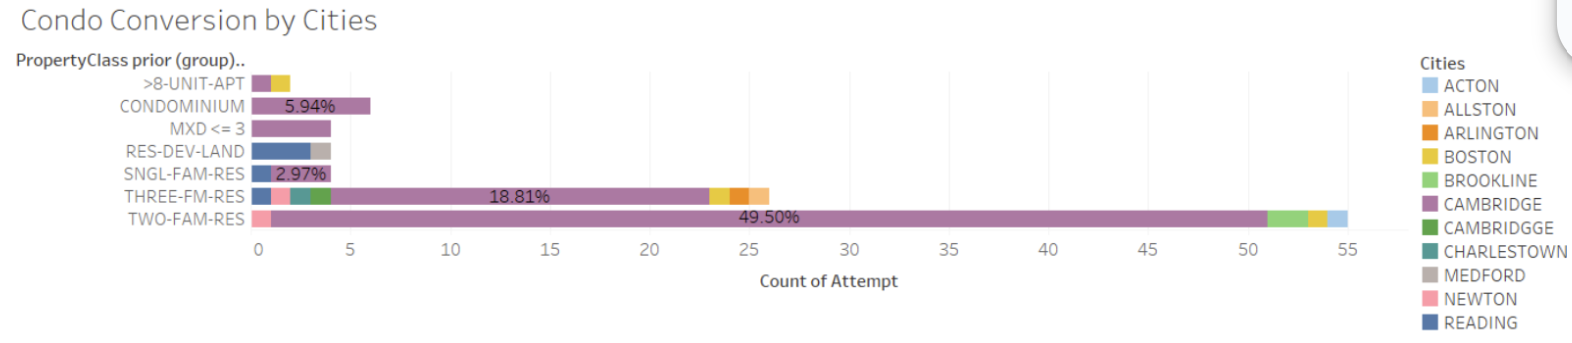 Condo Conversion by Cities
PropertyClass prior (group)..
>8-UNIT-APT
CONDOMINIUM 5.94%
MXD <= 3
RES-DEV-LAND
SNGL-FAM-RES 2.97%
THREE-FM-RES 18.81%
TWO-FAM-RES 49.50%
0 5 10 15 20 25 30 35 40 45 50 55
Count of Attempt
Cities
ACTON
ALLSTON
ARLINGTON
BOSTON
BROOKLINE
CAMBRIDGE
CAMBRIDGGE
CHARLESTOWN
MEDFORD
NEWTON
READING